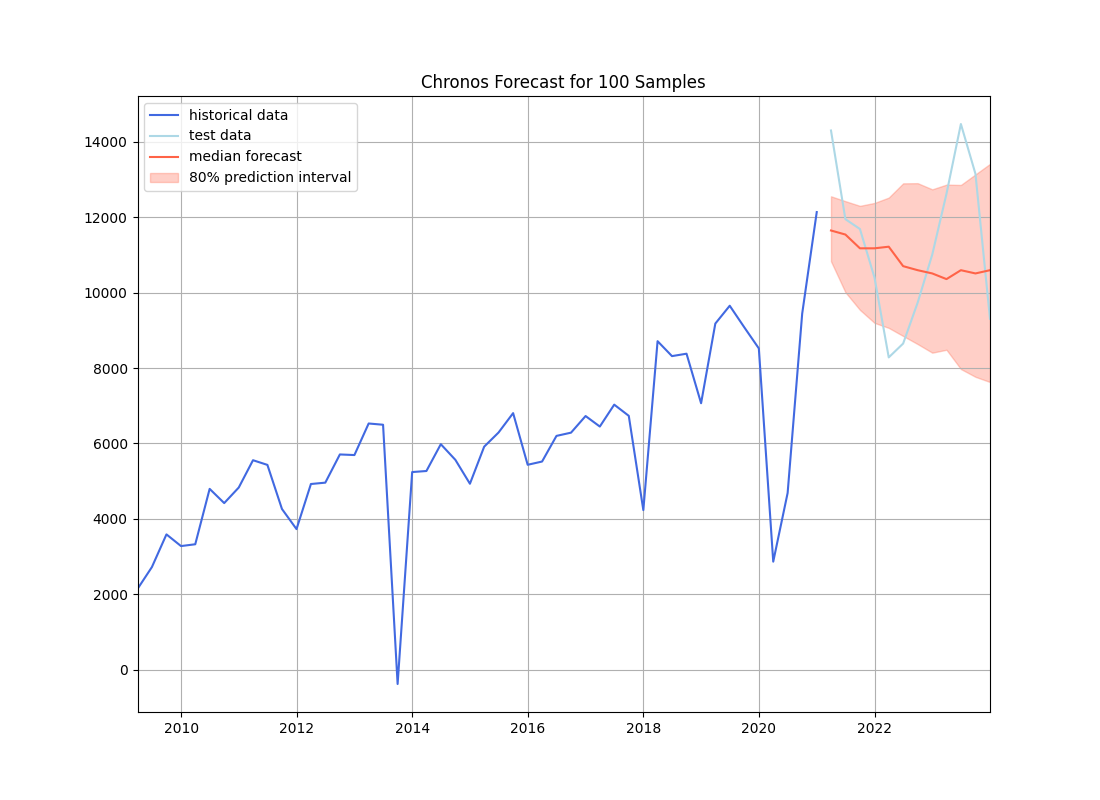 Chronos Forecast for 100 Samples
historical data
test data
median forecast
80% prediction interval
14000
12000
10000
8000
6000
4000
2000
0
2010 2012 2014 2016 2018 2020 2022